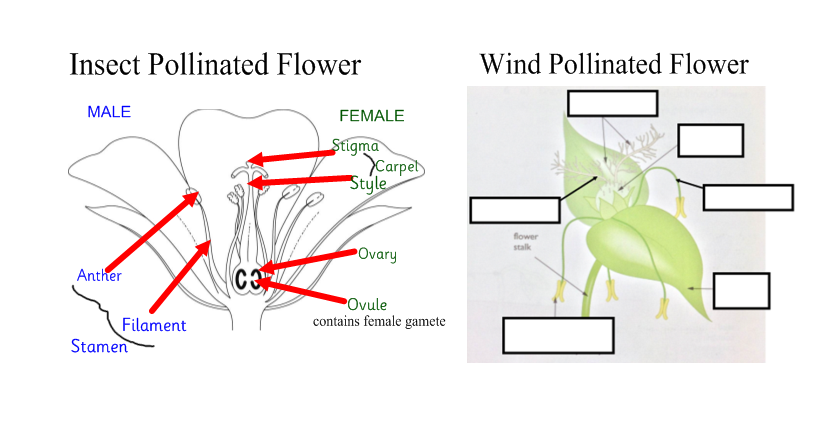 Insect Pollinated Flower
MALE
FEMALE
Stigma
Carpel
Style
Anther
Filament
Stamen
Ovary
Ovule
contains female gamete
Wind Pollinated Flower
flower
stalk